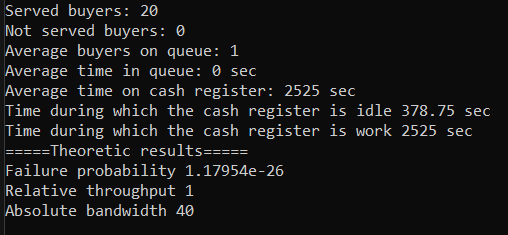 Served buyers: 20
Not served buyers: 0
Average buyers on queue: 1
Average time in queue: 0 sec
Average time on cash register: 2525 sec
Time during which the cash register is idle 378.75 sec
Time during which the cash register is work 2525 sec
=====Theoretic results=====
Failure probability 1.17954e-26
Relative throughput 1
Absolute bandwidth 40